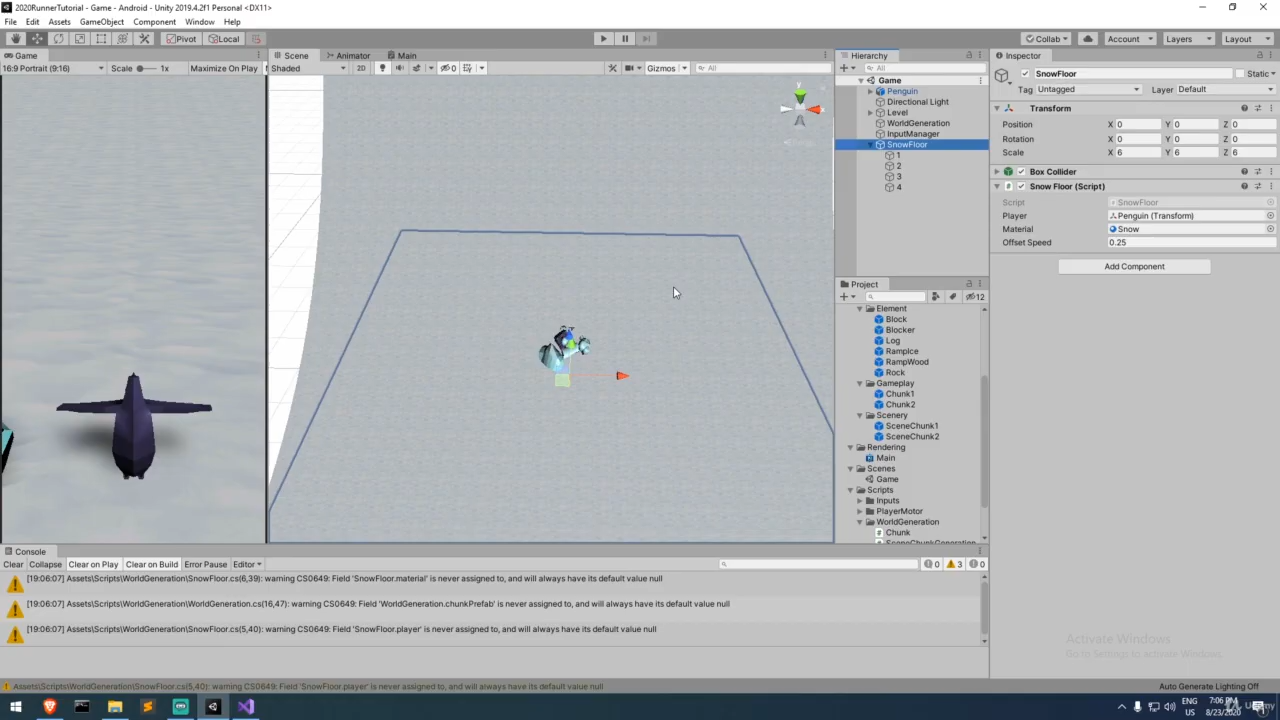 2020RunnerTutorial - Game - Android - Unity 2019.4.2f1 Personal <DX11>
File Edit Assets GameObject Component Window Help
Pivot Local Collab Account Layers Layout
Game
16:9 Portrait (9:16) Scale 1x Maximize On Play
Scene Animator Main
Shaded 2D 0 Gizmos All
Hierarchy
All
Game
Penguin
Directional Light
Level
WorldGeneration
InputManager
SnowFloor
1
2
3
4
Project
12
Element
Block
Blocker
Log
RampIce
RampWood
Rock
Gameplay
Chunk1
Chunk2
Scenery
SceneChunk1
SceneChunk2
Rendering
Main
Scenes
Game
Scripts
Inputs
PlayerMotor
WorldGeneration
Chunk
SceneChunkGeneration
Inspector
SnowFloor Static
Tag Untagged Layer Default
Transform
Position X 0 Y 0 Z 0
Rotation X 0 Y 0 Z 0
Scale X 6 Y 6 Z 6
Box Collider
Snow Floor (Script)
Script SnowFloor
Player Penguin (Transform)
Material Snow
Offset Speed 0.25
Add Component
Console
Clear Collapse Clear on Play Clear on Build Error Pause Editor 0 3 0
[19:06:07] Assets\Scripts\WorldGeneration\SnowFloor.cs(6,39): warning CS0649: Field 'SnowFloor.material' is never assigned to, and will always have its default value null
[19:06:07] Assets\Scripts\WorldGeneration\WorldGeneration.cs(16,47): warning CS0649: Field 'WorldGeneration.chunkPrefab' is never assigned to, and will always have its default value null
[19:06:07] Assets\Scripts\WorldGeneration\SnowFloor.cs(5,40): warning CS0649: Field 'SnowFloor.player' is never assigned to, and will always have its default value null
Activate Windows
Go to Settings to activate Windows.
Assets\Scripts\WorldGeneration\SnowFloor.cs(5,40): warning CS0649: Field 'SnowFloor.player' is never assigned to, and will always have its default value null
Auto Generate Lighting Off
ENG
US
7:06 PM
8/23/2020
Udemy